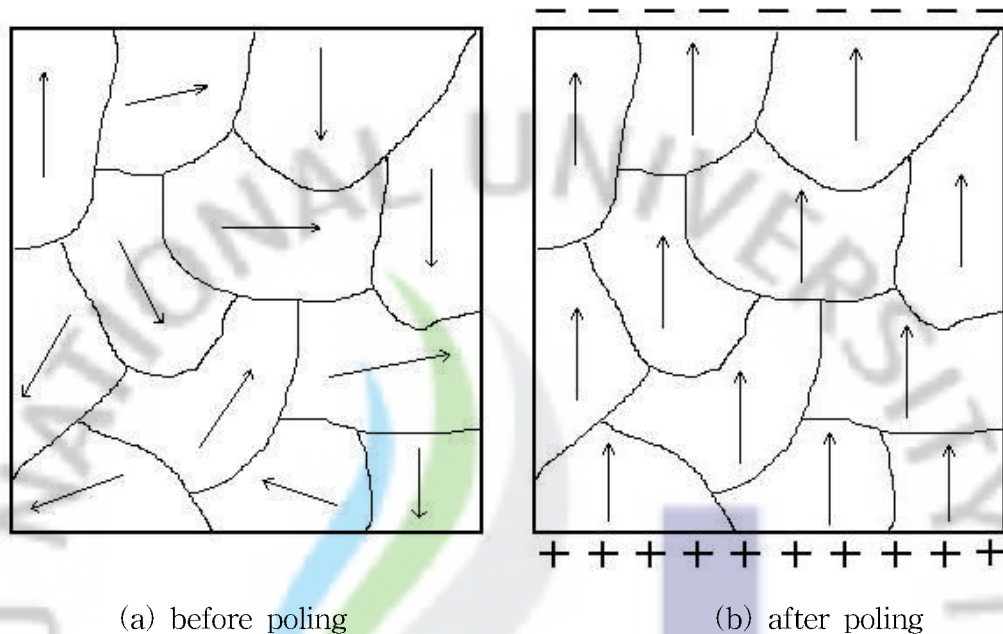 − − − − − − − − − −
NATIONAL UNIVERSITY
+ + + + + + + + + +
(a) before poling
(b) after poling